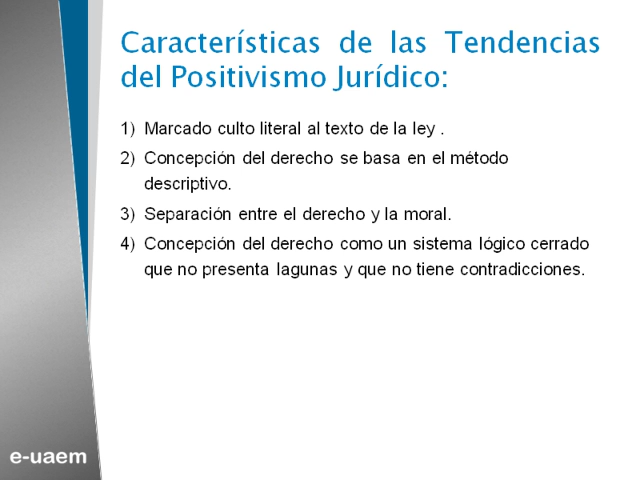 Características de las Tendencias
del Positivismo Jurídico:
1) Marcado culto literal al texto de la ley .
2) Concepción del derecho se basa en el método
descriptivo.
3) Separación entre el derecho y la moral.
4) Concepción del derecho como un sistema lógico cerrado
que no presenta lagunas y que no tiene contradicciones.
e-uaem